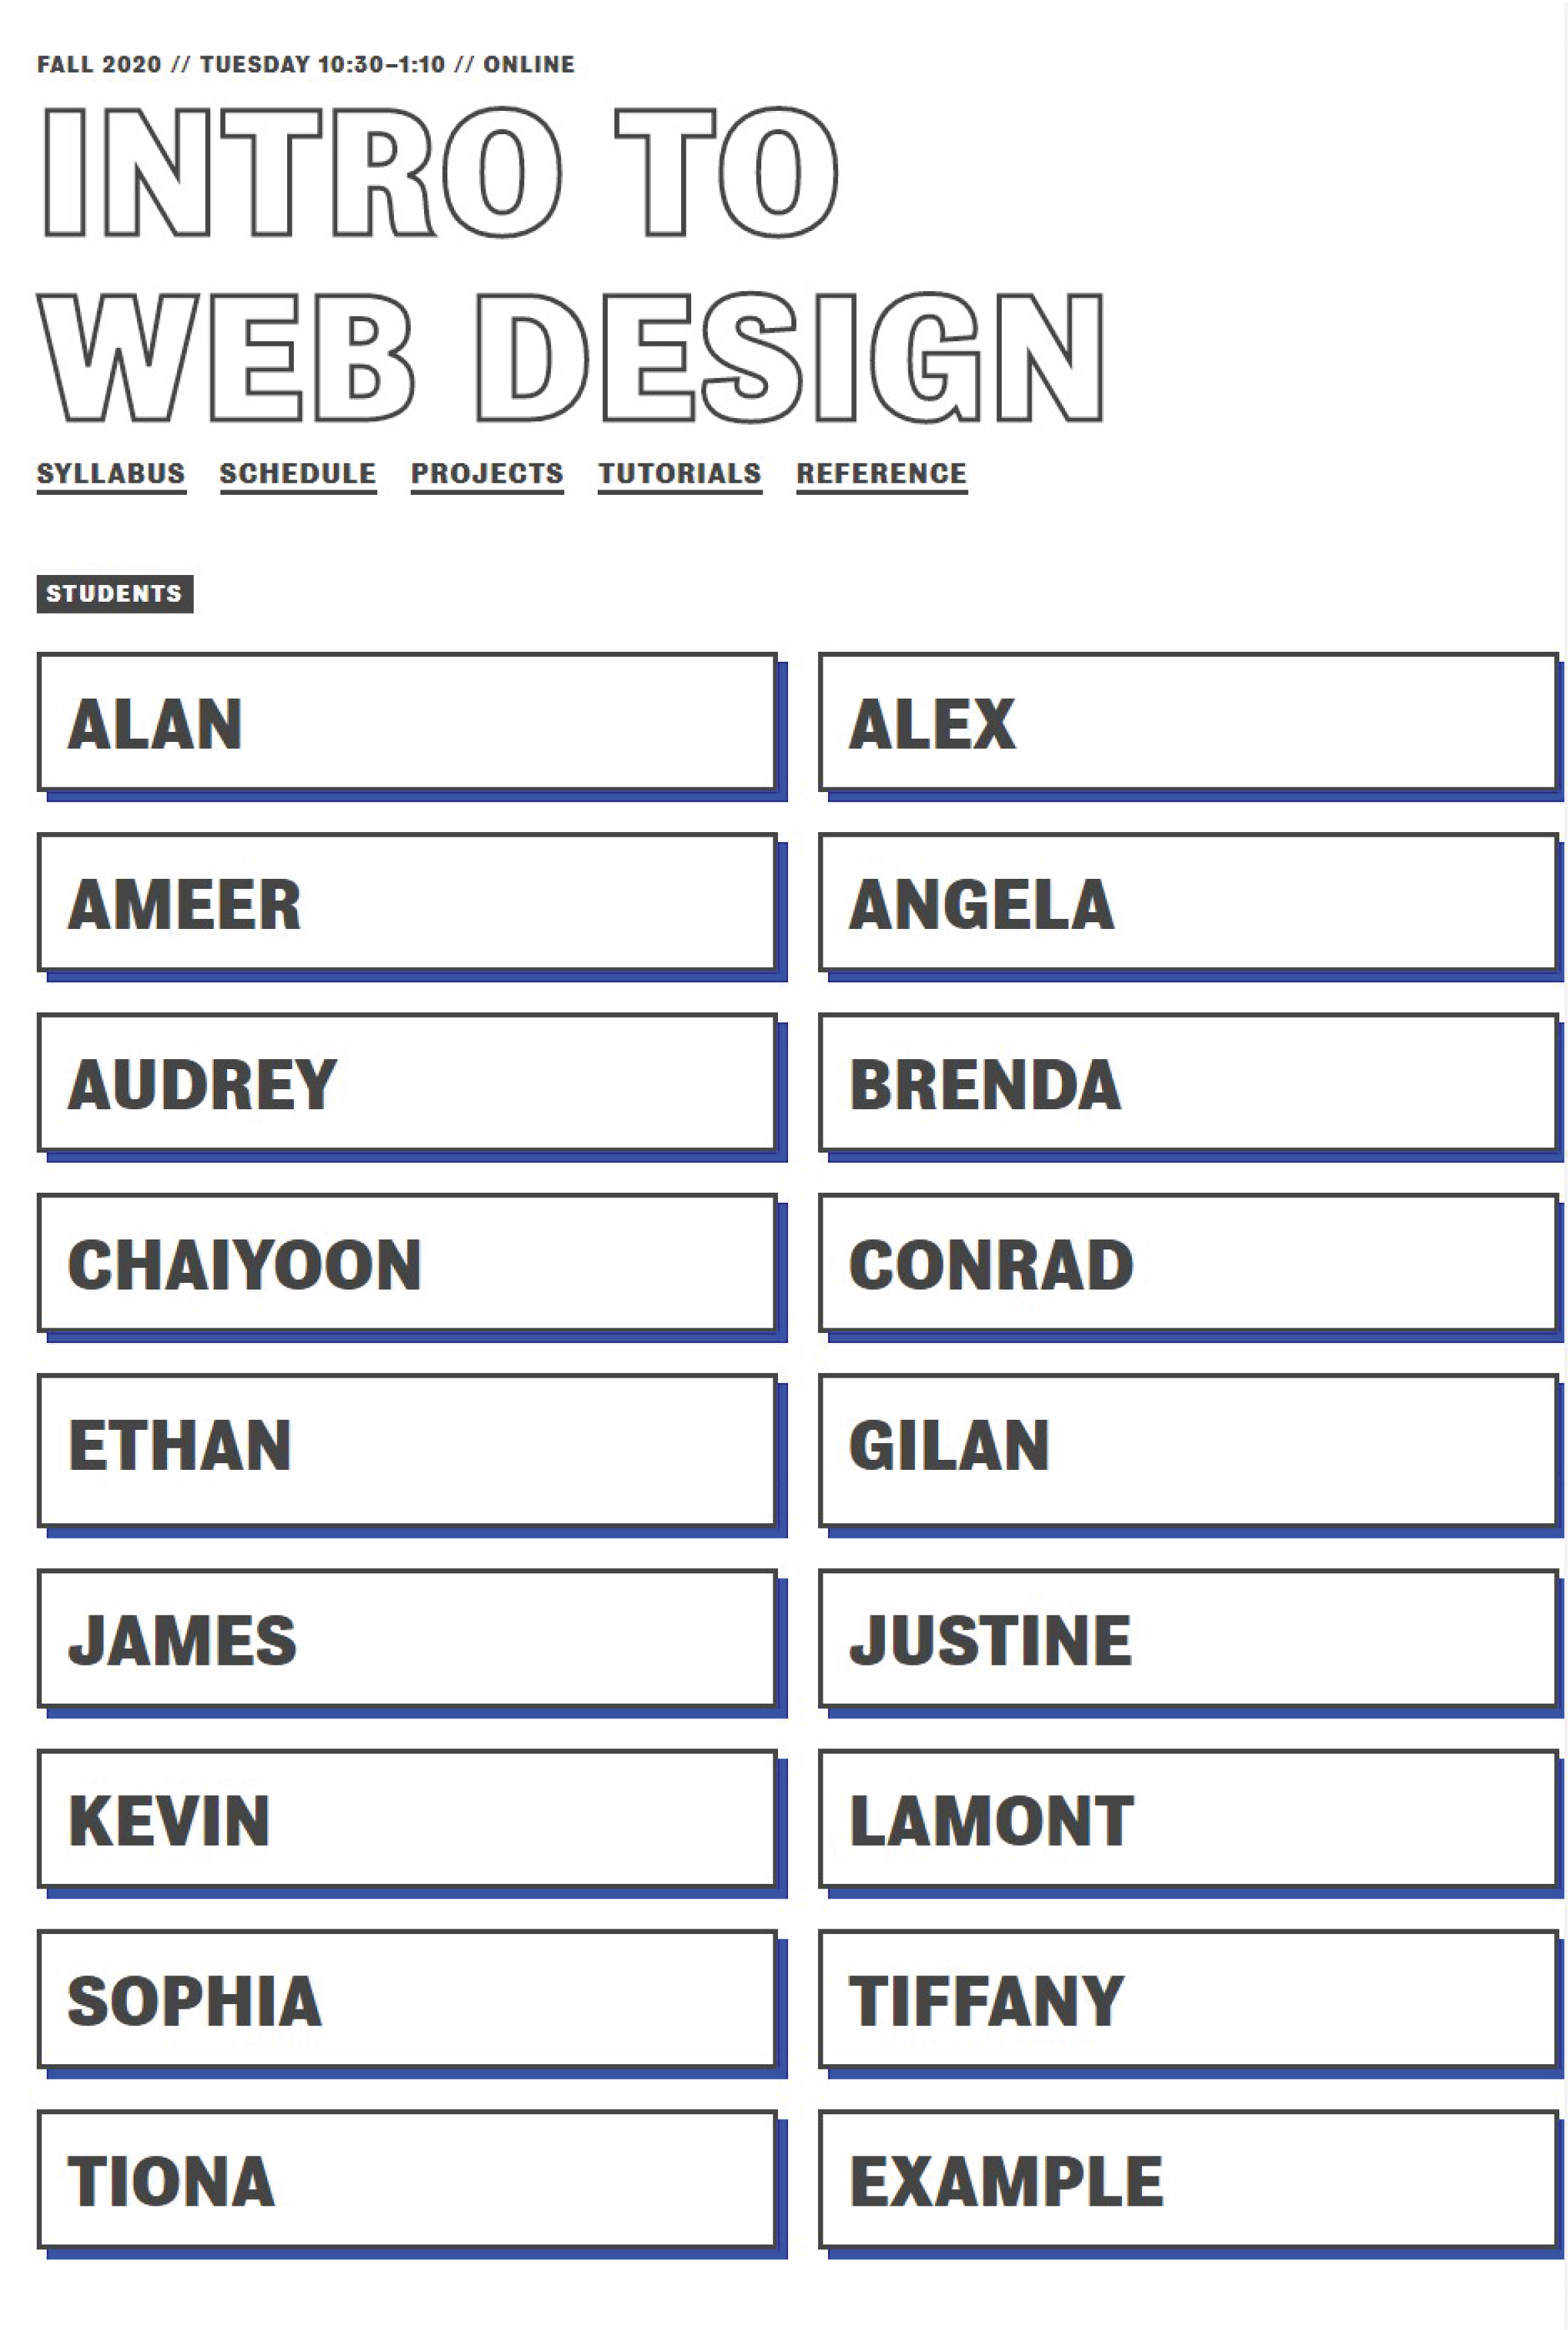 FALL 2020 // TUESDAY 10:30–1:10 // ONLINE
INTRO TO
WEB DESIGN
SYLLABUS SCHEDULE PROJECTS TUTORIALS REFERENCE
STUDENTS
ALAN
ALEX
AMEER
ANGELA
AUDREY
BRENDA
CHAIYOON
CONRAD
ETHAN
GILAN
JAMES
JUSTINE
KEVIN
LAMONT
SOPHIA
TIFFANY
TIONA
EXAMPLE